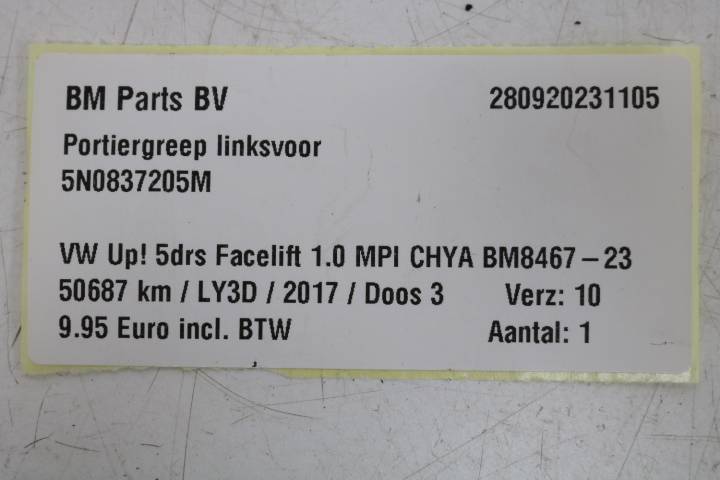 BM Parts BV 280920231105
Portiergreep linksvoor
5N0837205M
VW Up! 5drs Facelift 1.0 MPI CHYA BM8467-23
50687 km / LY3D / 2017 / Doos 3 Verz: 10
9.95 Euro incl. BTW Aantal: 1